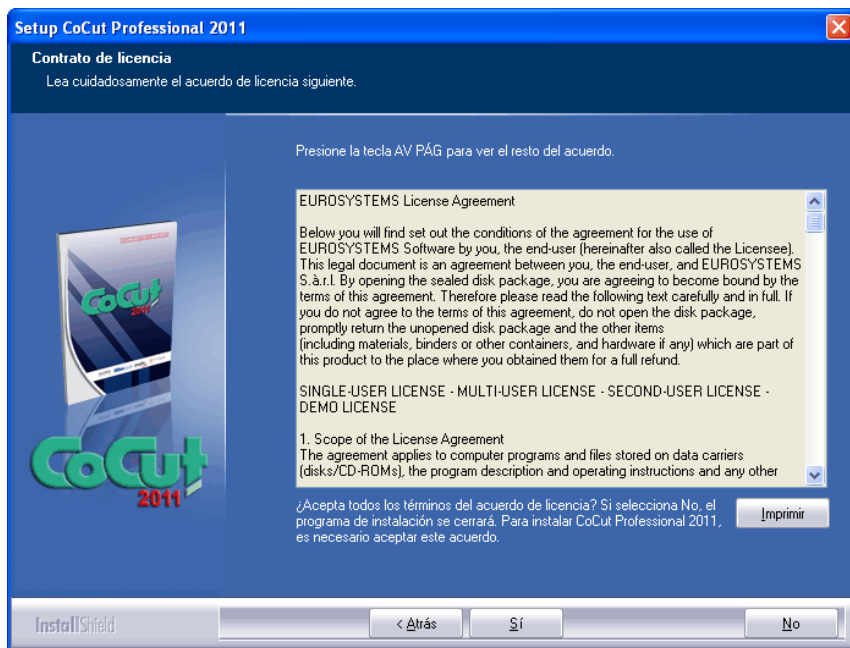 Setup CoCut Professional 2011
Contrato de licencia
Lea cuidadosamente el acuerdo de licencia siguiente.
Presione la tecla AV PÁG para ver el resto del acuerdo.
EUROSYSTEMS License Agreement
Below you will find set out the conditions of the agreement for the use of
EUROSYSTEMS Software by you, the end-user (hereinafter also called the Licensee).
This legal document is an agreement between you, the end-user, and EUROSYSTEMS
S.à.r.l. By opening the sealed disk package, you are agreeing to become bound by the
terms of this agreement. Therefore please read the following text carefully and in full. If
you do not agree to the terms of this agreement, do not open the disk package,
promptly return the unopened disk package and the other items
(including materials, binders or other containers, and hardware if any) which are part of
this product to the place where you obtained them for a full refund.
SINGLE-USER LICENSE - MULTI-USER LICENSE - SECOND-USER LICENSE -
DEMO LICENSE
1. Scope of the License Agreement
The agreement applies to computer programs and files stored on data carriers
(disks/CD-ROMs), the program description and operating instructions and any other
CoCut
2011
CoCut
2011
¿Acepta todos los términos del acuerdo de licencia? Si selecciona No, el
programa de instalación se cerrará. Para instalar CoCut Professional 2011,
es necesario aceptar este acuerdo.
Imprimir
InstallShield
< Atrás
Sí
No